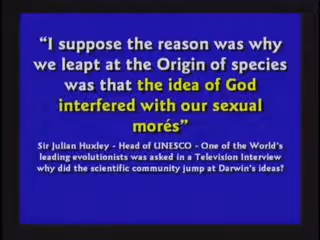 “I suppose the reason was why
we leapt at the Origin of species
was that the idea of God
interfered with our sexual
morés”
Sir Julian Huxley - Head of UNESCO - One of the World's
leading evolutionists was asked in a Television Interview
why did the scientific community jump at Darwin's ideas?